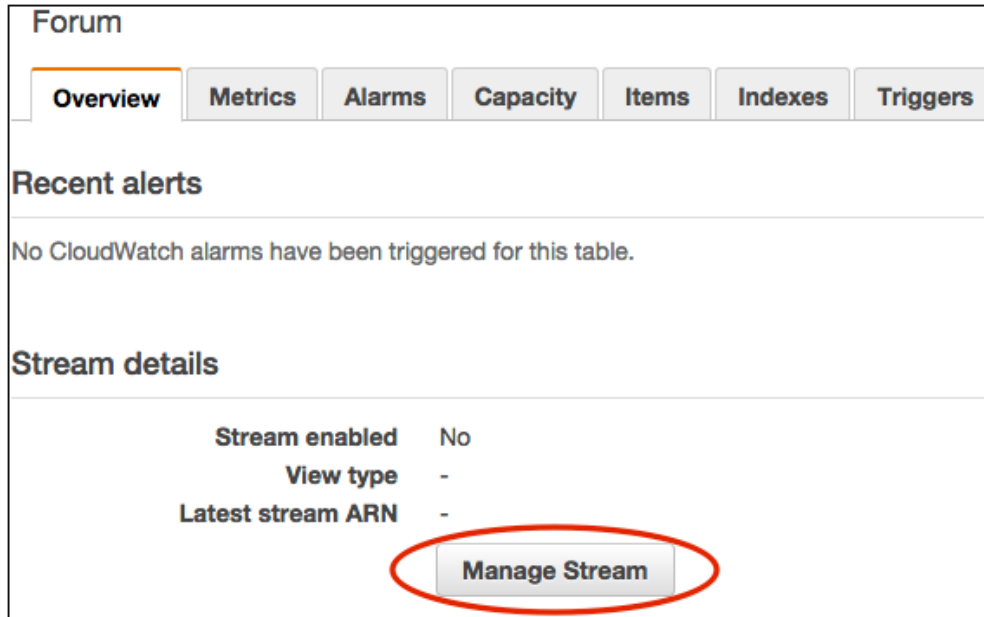 Forum
Overview Metrics Alarms Capacity Items Indexes Triggers
Recent alerts
No CloudWatch alarms have been triggered for this table.
Stream details
Stream enabled No
View type -
Latest stream ARN -
Manage Stream